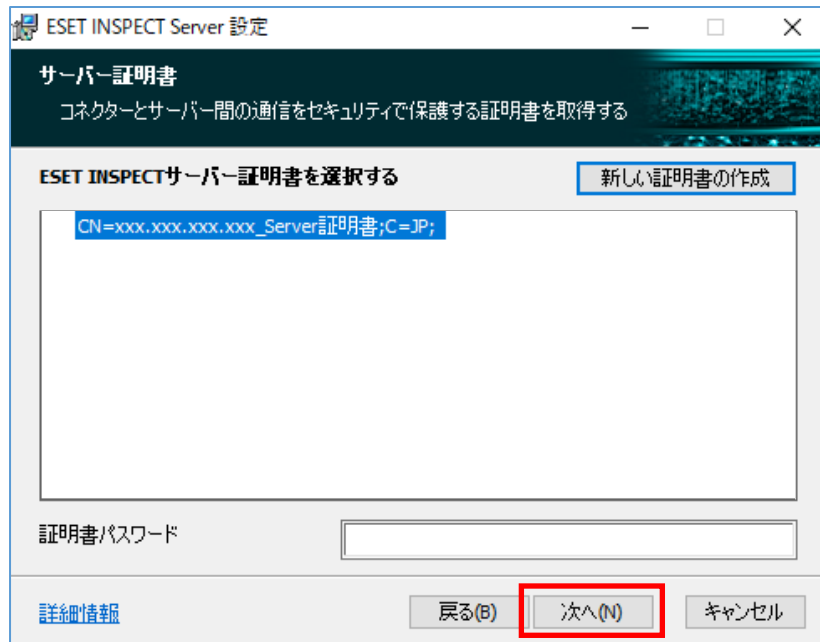 ESET INSPECT Server 設定
サーバー証明書
コネクターとサーバー間の通信をセキュリティで保護する証明書を取得する
ESET INSPECTサーバー証明書を選択する
新しい証明書の作成
CN=xxx.xxx.xxx.xxx_Server証明書;C=JP;
証明書パスワード
詳細情報
戻る(B)
次へ(N)
キャンセル